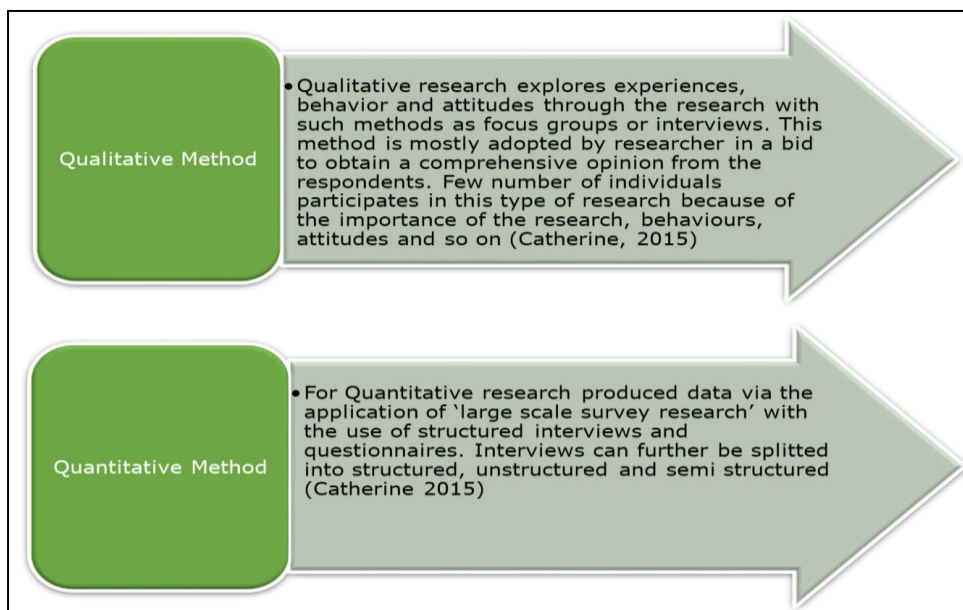 Qualitative Method
•Qualitative research explores experiences,
behavior and attitudes through the research with
such methods as focus groups or interviews. This
method is mostly adopted by researcher in a bid
to obtain a comprehensive opinion from the
respondents. Few number of individuals
participates in this type of research because of
the importance of the research, behaviours,
attitudes and so on (Catherine, 2015)
Quantitative Method
•For Quantitative research produced data via the
application of ‘large scale survey research’ with
the use of structured interviews and
questionnaires. Interviews can further be splitted
into structured, unstructured and semi structured
(Catherine 2015)